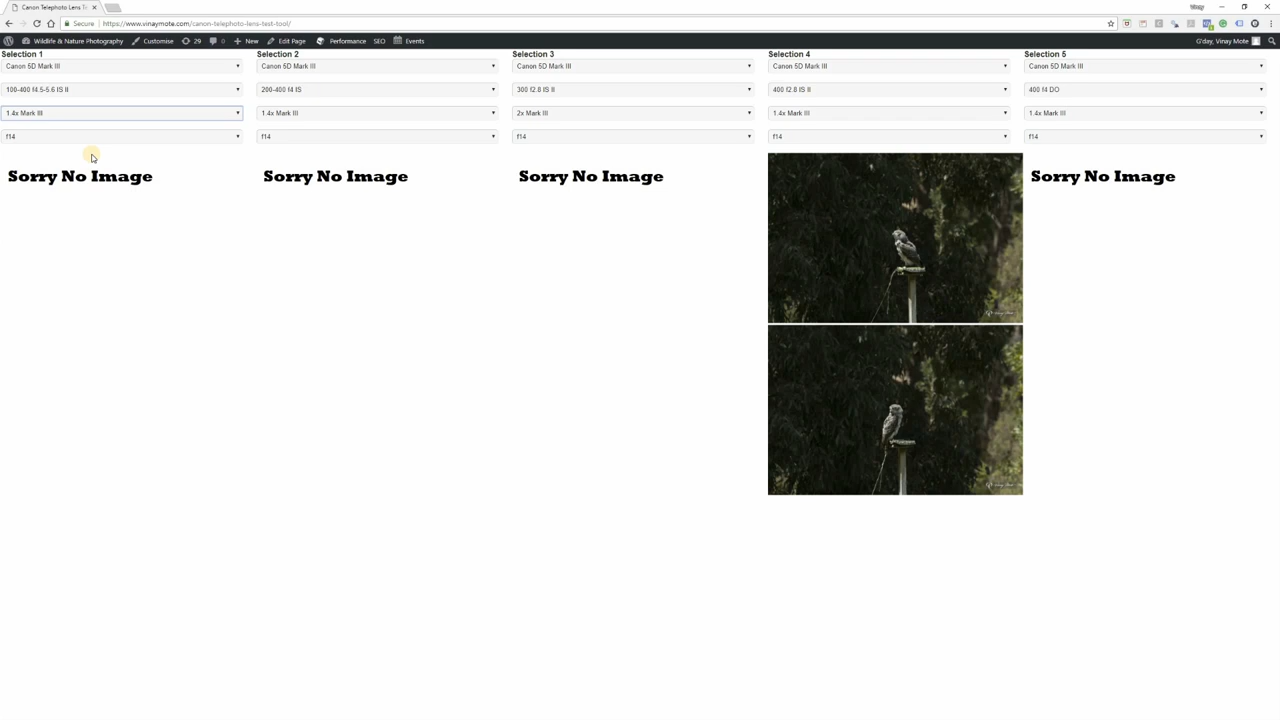 Canon Telephoto Lens T
Vinay
Secure
https://www.vinaymote.com/canon-telephoto-lens-test-tool/
Wildlife & Nature Photography
Customise
29
0
New
Edit Page
Performance
SEO
Events
G'day, Vinay Mote
Selection 1
Selection 2
Selection 3
Selection 4
Selection 5
Canon 5D Mark III
Canon 5D Mark III
Canon 5D Mark III
Canon 5D Mark III
Canon 5D Mark III
100-400 f4.5-5.6 IS II
200-400 f4 IS
300 f2.8 IS II
400 f2.8 IS II
400 f4 DO
1.4x Mark III
1.4x Mark III
2x Mark III
1.4x Mark III
1.4x Mark III
f14
f14
f14
f14
f14
Sorry No Image
Sorry No Image
Sorry No Image
Sorry No Image